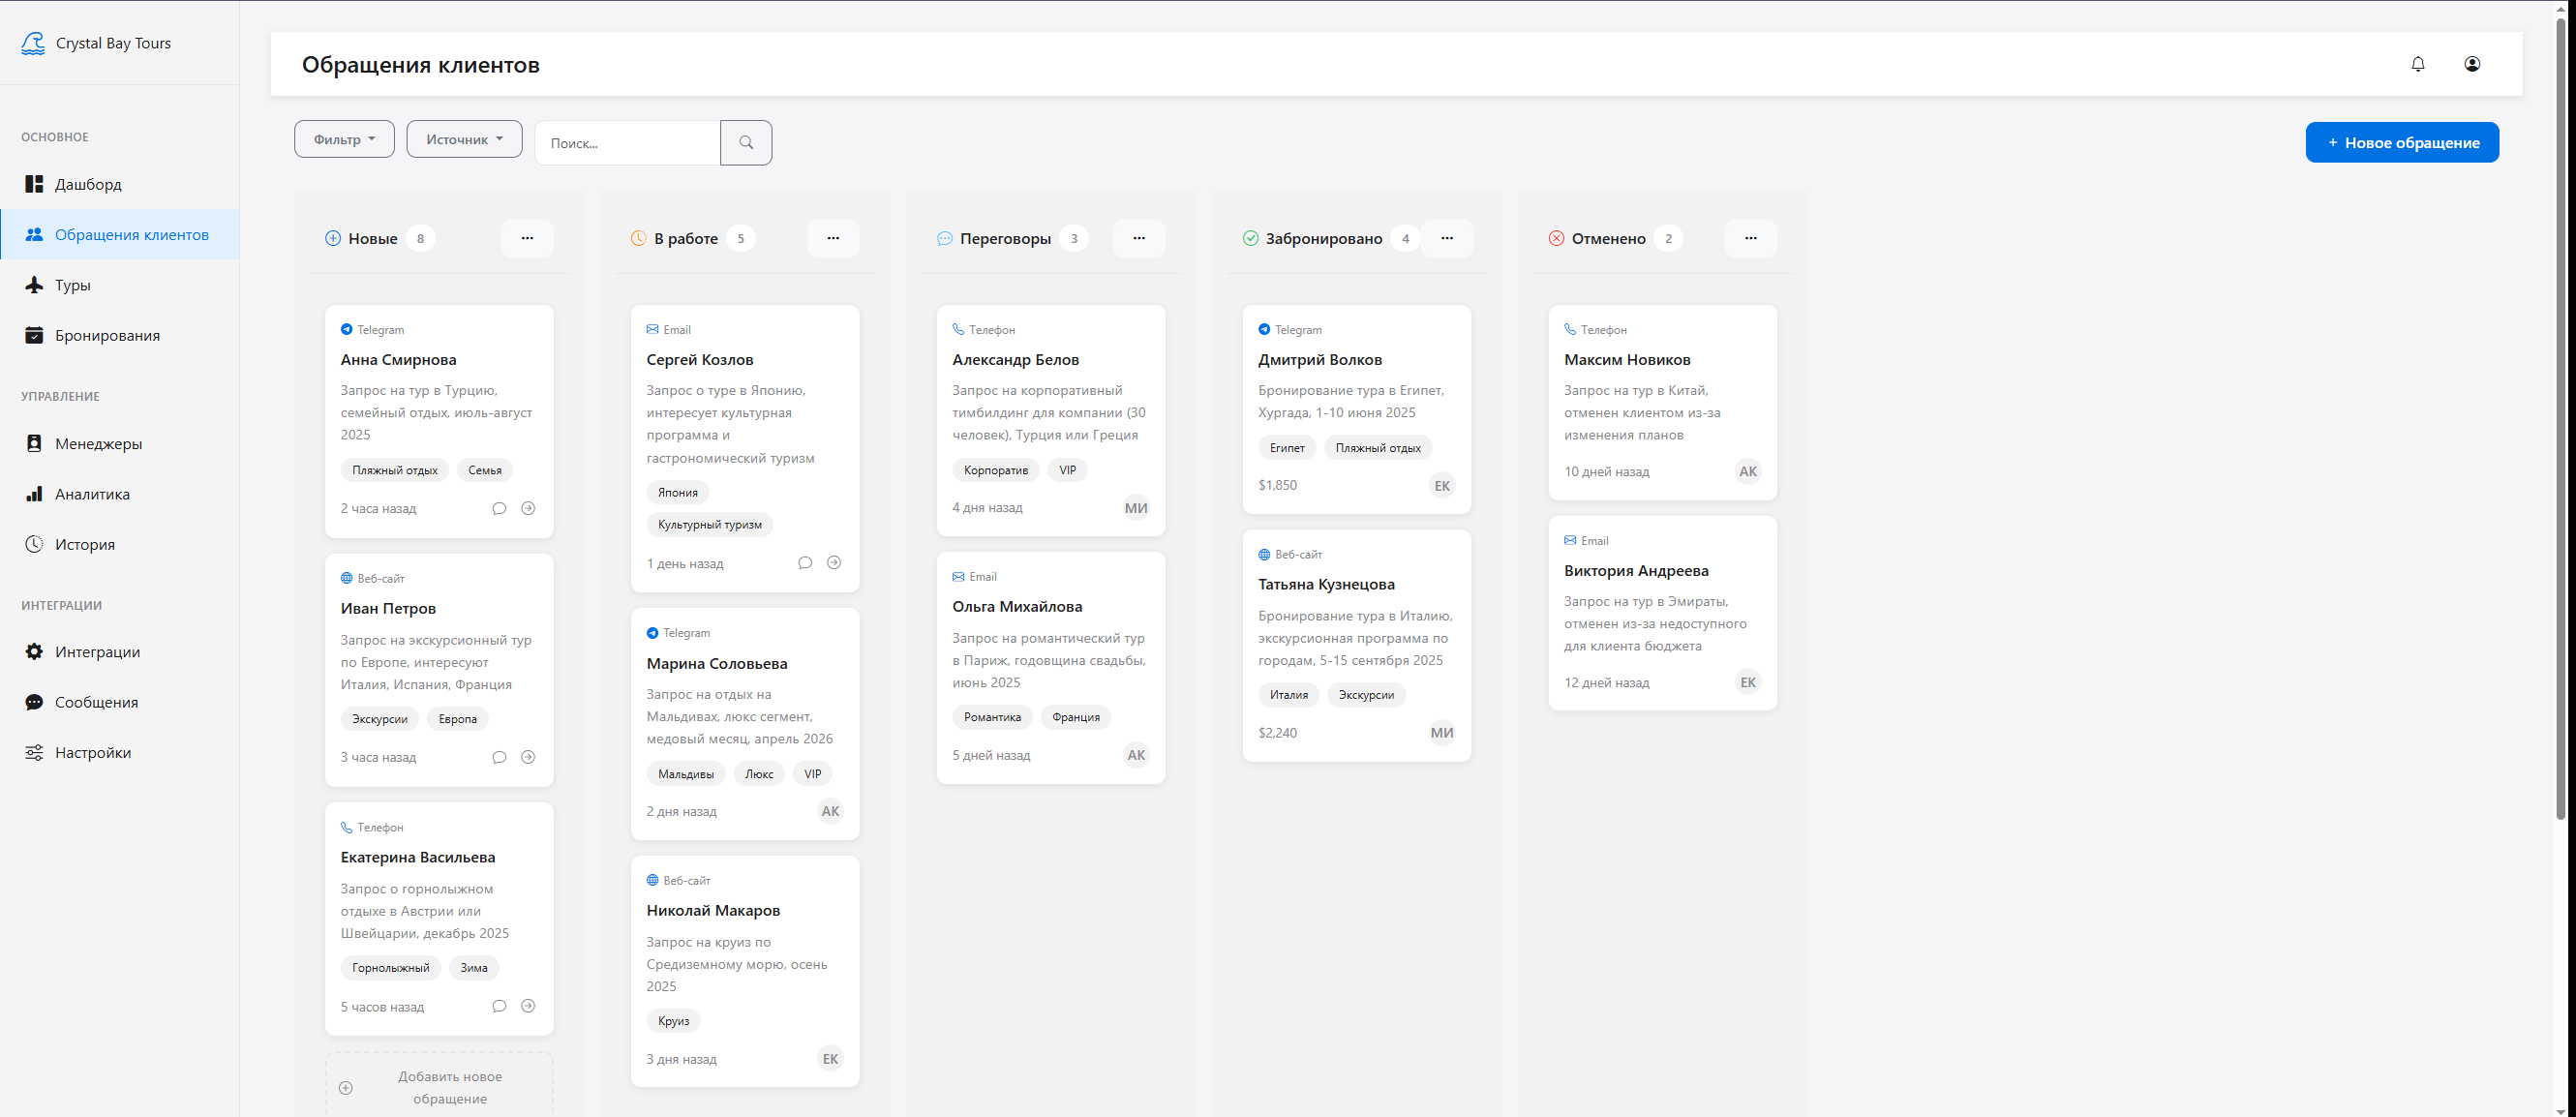 Crystal Bay Tours
ОСНОВНОЕ
Дашборд
Обращения клиентов
Туры
Бронирования
УПРАВЛЕНИЕ
Менеджеры
Аналитика
История
ИНТЕГРАЦИИ
Интеграции
Сообщения
Настройки
Обращения клиентов
Фильтр
Источник
Поиск...
+ Новое обращение
Новые 8 ...
Telegram
Анна Смирнова
Запрос на тур в Турцию,
семейный отдых, июль-август
2025
Пляжный отдых Семья
2 часа назад
Веб-сайт
Иван Петров
Запрос на экскурсионный тур
по Европе, интересуют
Италия, Испания, Франция
Экскурсии Европа
3 часа назад
Телефон
Екатерина Васильева
Запрос о горнолыжном
отдыхе в Австрии или
Швейцарии, декабрь 2025
Горнолыжный Зима
5 часов назад
Добавить новое
обращение
В работе 5 ...
Email
Сергей Козлов
Запрос о туре в Японию,
интересует культурная
программа и
гастрономический туризм
Япония
Культурный туризм
1 день назад
Telegram
Марина Соловьева
Запрос на отдых на
Мальдивах, люкс сегмент,
медовый месяц, апрель 2026
Мальдивы Люкс VIP
2 дня назад АК
Веб-сайт
Николай Макаров
Запрос на круиз по
Средиземному морю, осень
2025
Круиз
3 дня назад ЕК
Переговоры 3 ...
Телефон
Александр Белов
Запрос на корпоративный
тимбилдинг для компании (30
человек), Турция или Греция
Корпоратив VIP
4 дня назад МИ
Email
Ольга Михайлова
Запрос на романтический тур
в Париж, годовщина свадьбы,
июнь 2025
Романтика Франция
5 дней назад АК
Забронировано 4 ...
Telegram
Дмитрий Волков
Бронирование тура в Египет,
Хургада, 1-10 июня 2025
Египет Пляжный отдых
$1,850 ЕК
Веб-сайт
Татьяна Кузнецова
Бронирование тура в Италию,
экскурсионная программа по
городам, 5-15 сентября 2025
Италия Экскурсии
$2,240 МИ
Отменено 2 ...
Телефон
Максим Новиков
Запрос на тур в Китай,
отменен клиентом из-за
изменения планов
10 дней назад АК
Email
Виктория Андреева
Запрос на тур в Эмираты,
отменен из-за недоступного
для клиента бюджета
12 дней назад ЕК